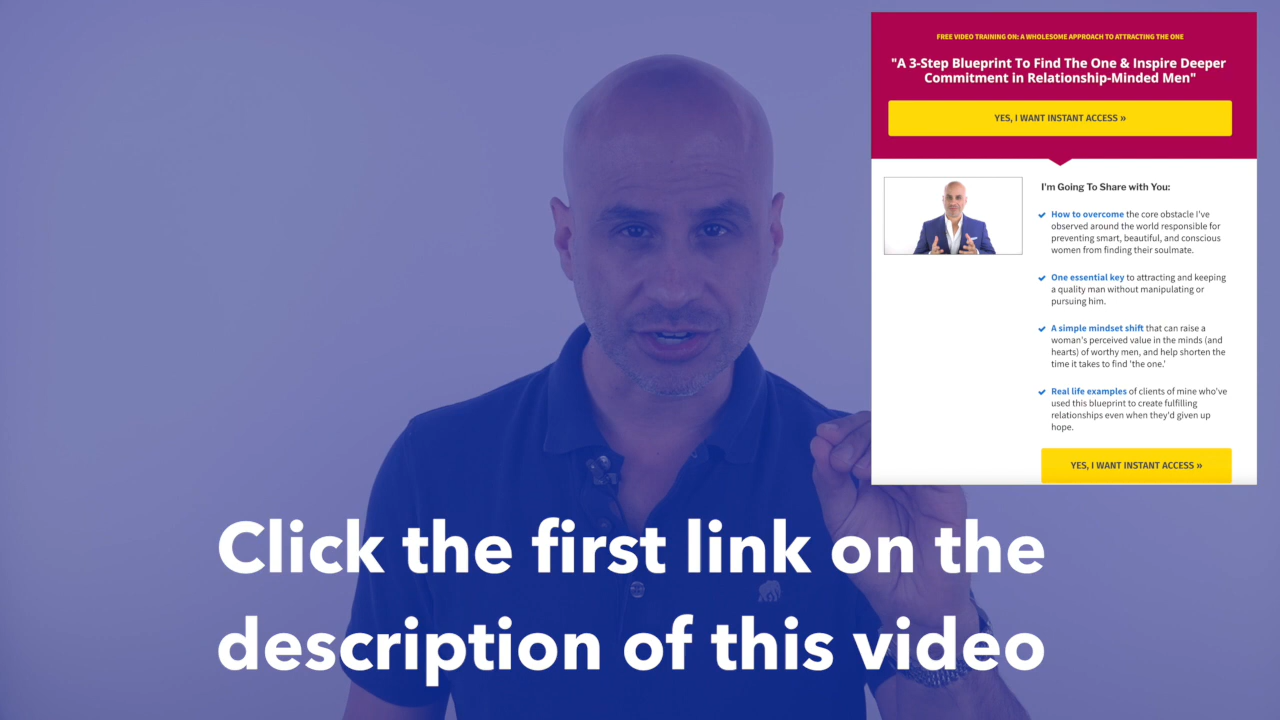 FREE VIDEO TRAINING ON: A WHOLESOME APPROACH TO ATTRACTING THE ONE
"A 3-Step Blueprint To Find The One & Inspire Deeper
Commitment in Relationship-Minded Men"
YES, I WANT INSTANT ACCESS »
I'm Going To Share with You:
How to overcome the core obstacle I've
observed around the world responsible for
preventing smart, beautiful, and conscious
women from finding their soulmate.
One essential key to attracting and keeping
a quality man without manipulating or
pursuing him.
A simple mindset shift that can raise a
woman's perceived value in the minds (and
hearts) of worthy men, and help shorten the
time it takes to find 'the one.'
Real life examples of clients of mine who've
used this blueprint to create fulfilling
relationships even when they'd given up
hope.
YES, I WANT INSTANT ACCESS »
Click the first link on the
description of this video